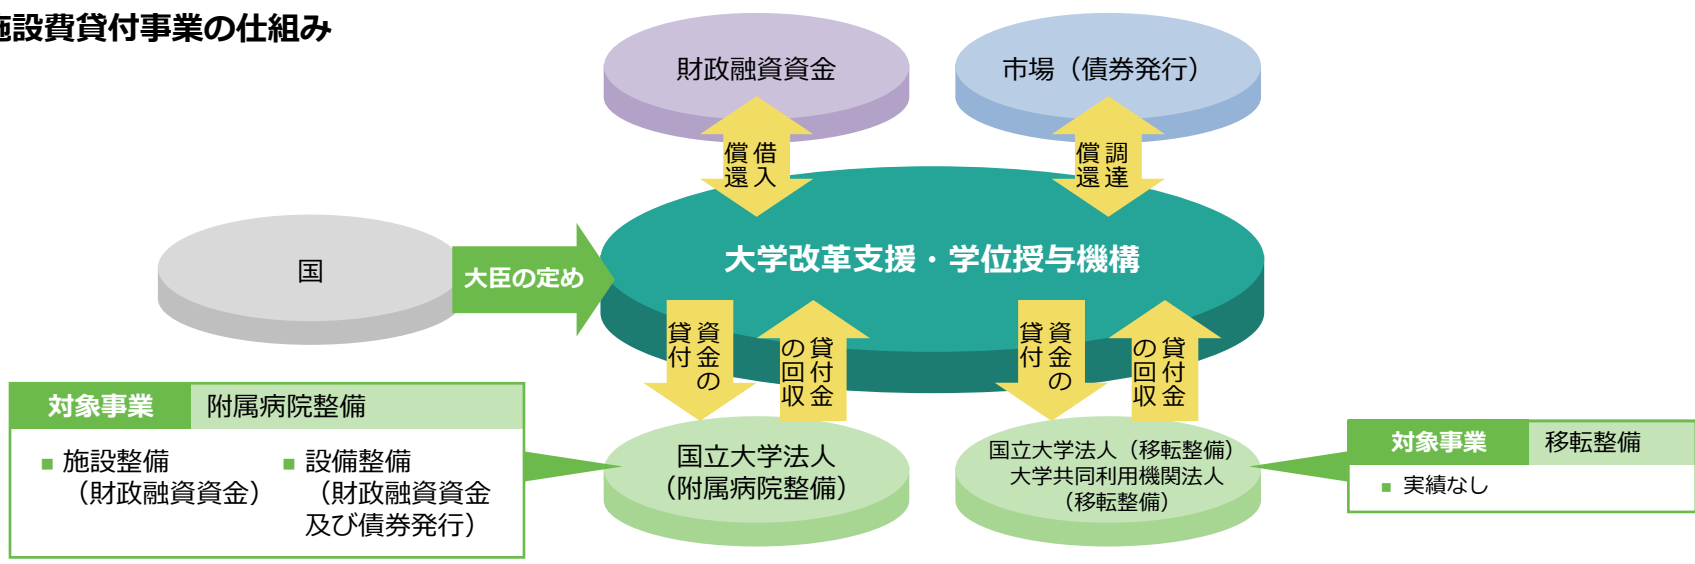 施設費貸付事業の仕組み
財政融資資金
市場（債券発行）
借入
償還
調達
償還
国
大臣の定め
大学改革支援・学位授与機構
資金の
貸付
貸付金
の回収
資金の
貸付
貸付金
の回収
対象事業
附属病院整備
■ 施設整備
（財政融資資金）
■ 設備整備
（財政融資資金
及び債券発行）
国立大学法人
（附属病院整備）
国立大学法人（移転整備）
大学共同利用機関法人
（移転整備）
対象事業
移転整備
■ 実績なし